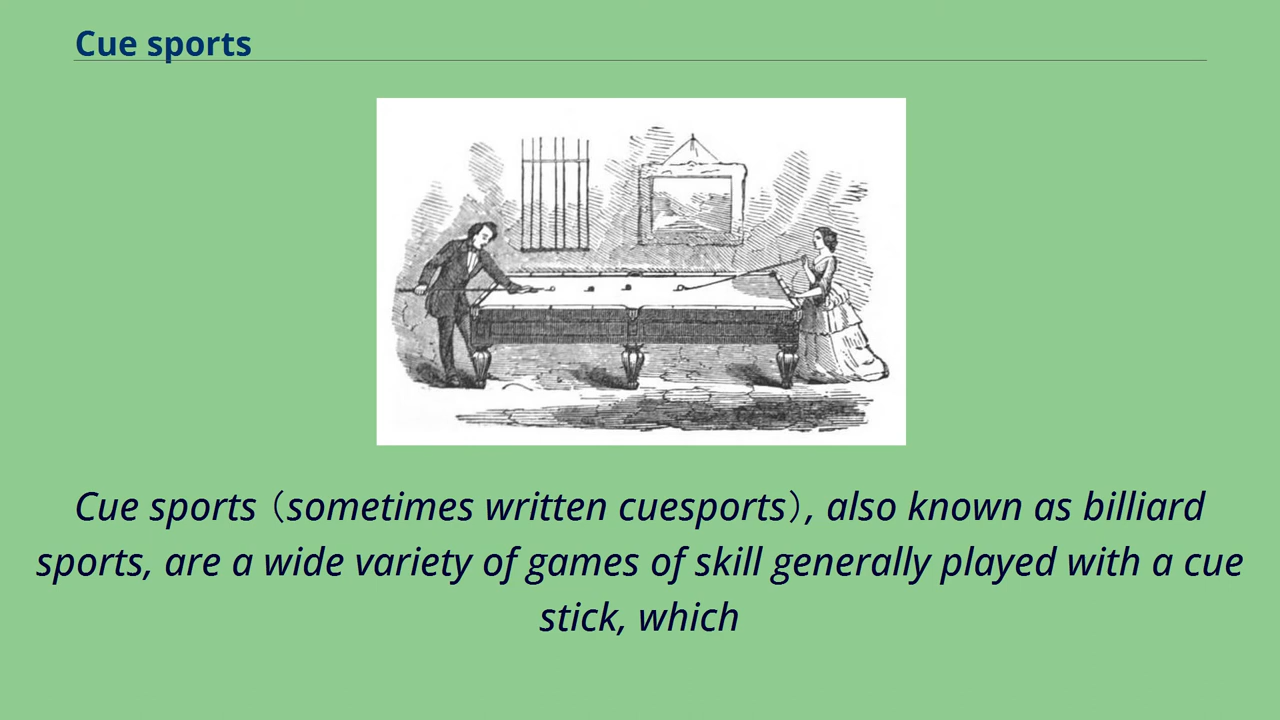 Cue sports
Cue sports（sometimes written cuesports）, also known as billiard
sports, are a wide variety of games of skill generally played with a cue
stick, which